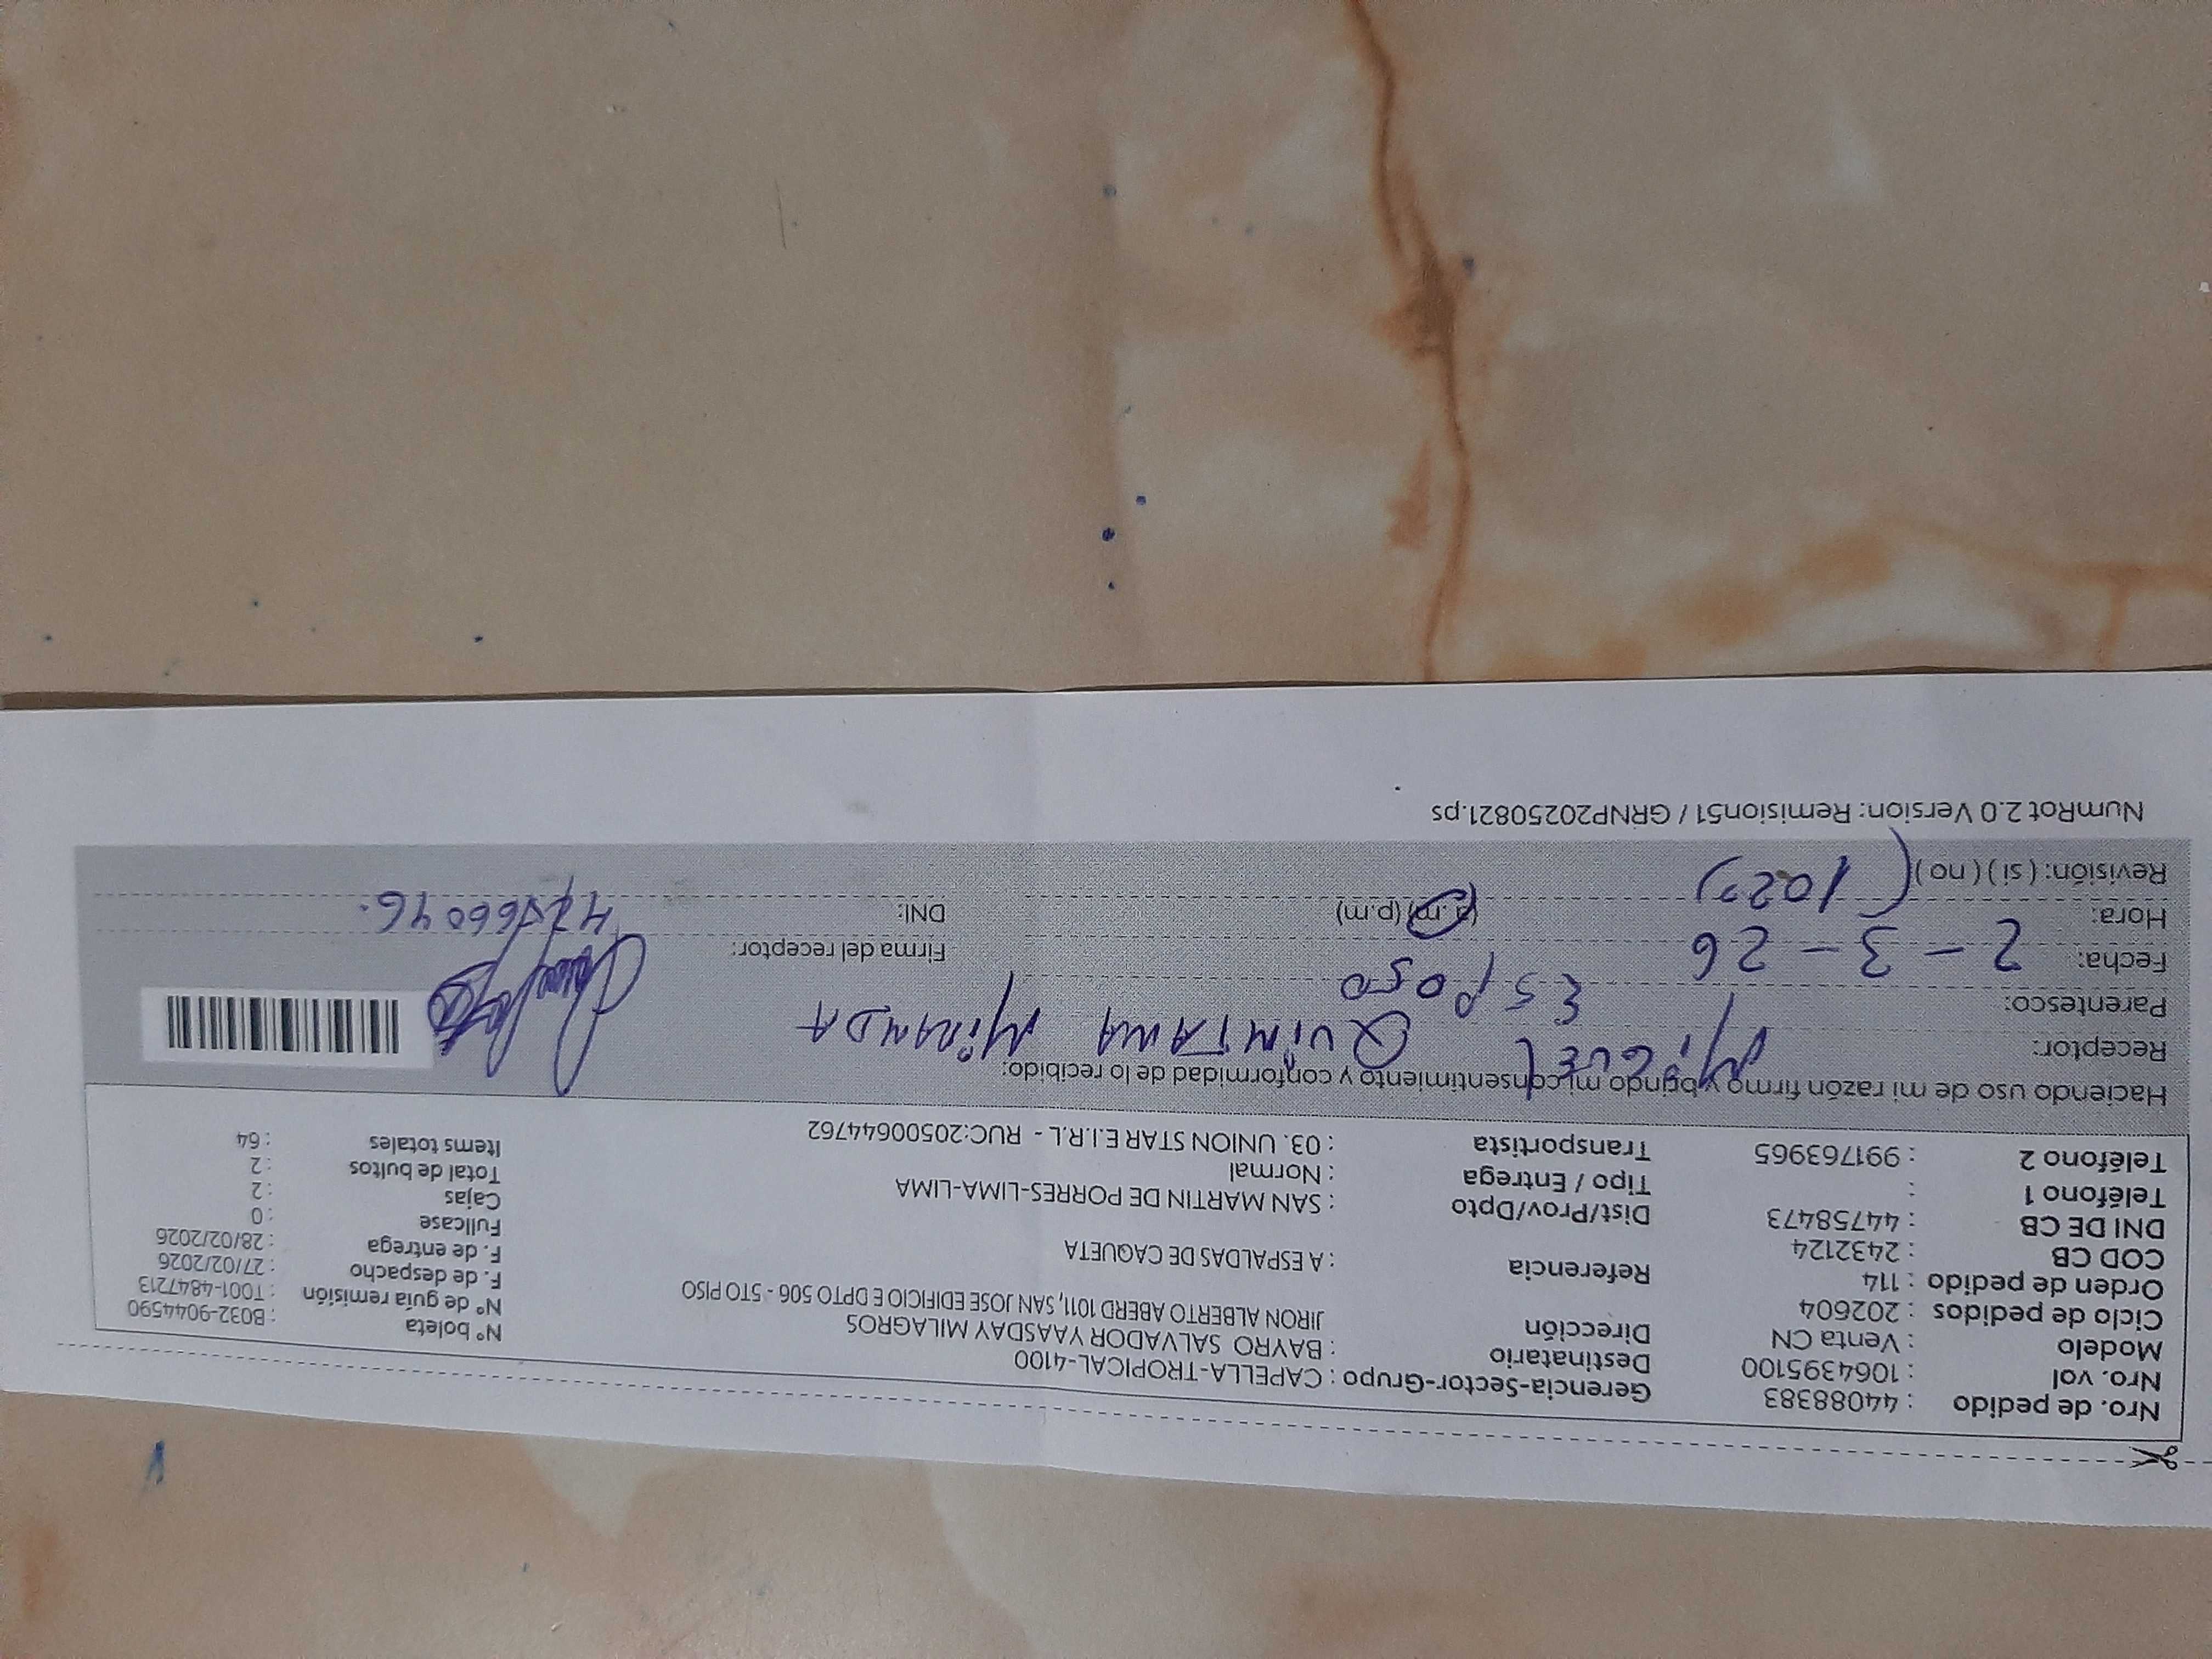 Nro. de pedido : 44088383 Gerencia-Sector-Grupo : CAPELLA-TROPICAL-4100
Nro. vol : 1064395100 Destinatario : BAYRO SALVADOR YAASDAY MILAGROS Nº boleta : B032-9044590
Modelo : Venta CN Dirección JIRON ALBERTO ABERD 1011, SAN JOSE EDIFICIO E DPTO 506 - 5TO PISO Nº de guía remisión : T001-4847213
Ciclo de pedidos : 202604 F. de despacho : 27/02/2026
Orden de pedido : 114 Referencia : A ESPALDAS DE CAQUETA F. de entrega : 28/02/2026
COD CB : 2432124 Fullcase : 0
DNI DE CB : 44758473 Dist/Prov/Dpto : SAN MARTIN DE PORRES-LIMA-LIMA Cajas : 2
Teléfono 1 : Tipo / Entrega : Normal Total de bultos : 2
Teléfono 2 : 991763965 Transportista : 03. UNION STAR E.I.R.L - RUC:20500644762 Items totales : 64
Haciendo uso de mi razón firmo y brindo mi consentimiento y conformidad de lo recibido:
Receptor: MiGUEL QUiNTANA MiRANDA
Parentesco: ESPOSO
Fecha: 2-3-26 Firma del receptor:
Hora: (a.m) (p.m) DNI:
Revisión: ( si ) ( no )
NumRot 2.0 Version: Remision51 / GRNP20250821.ps